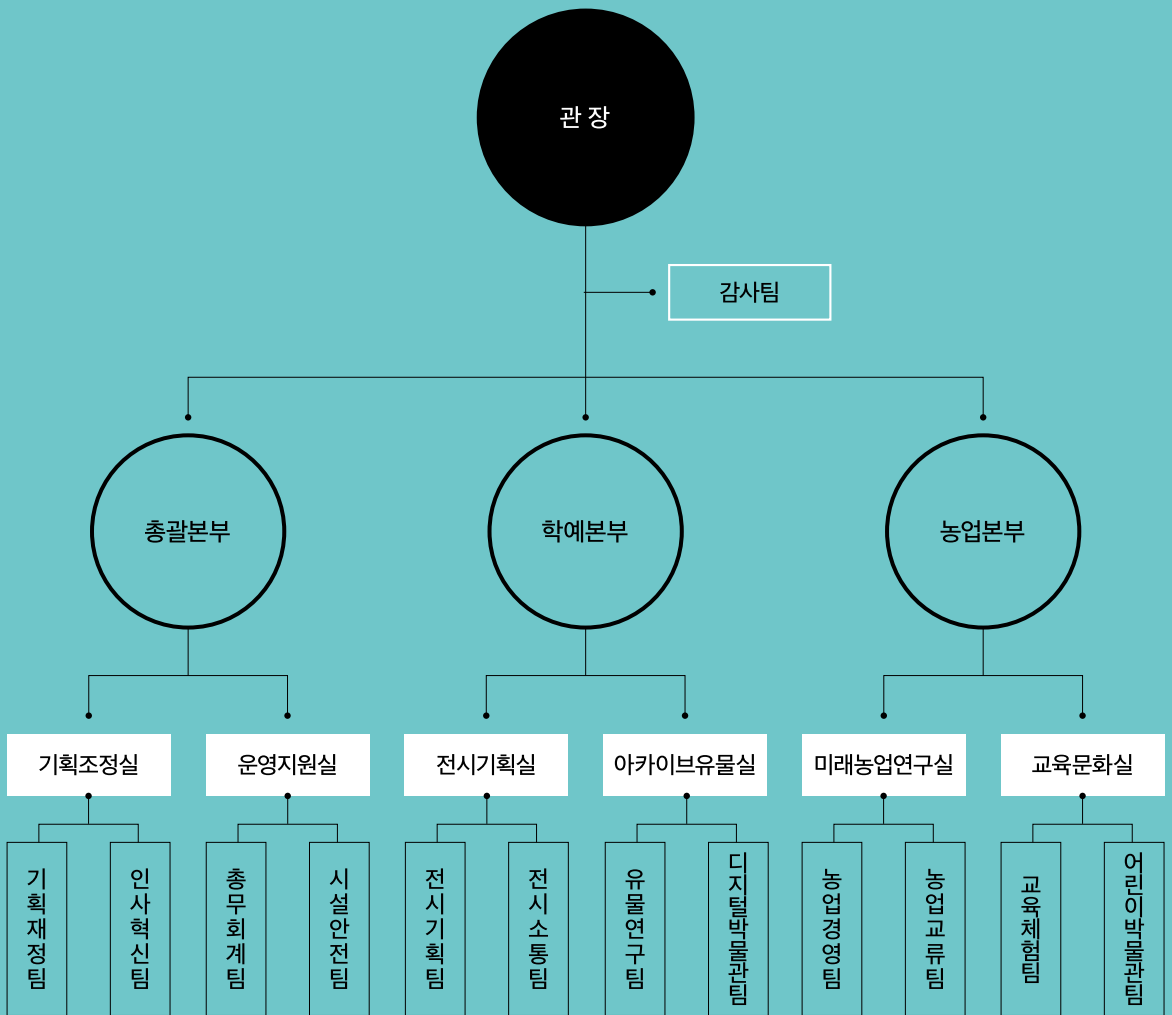 관 장
감사팀
총괄본부
학예본부
농업본부
기획조정실
운영지원실
전시기획실
아카이브유물실
미래농업연구실
교육문화실
기획재정팀
인사혁신팀
총무회계팀
시설안전팀
전시기획팀
전시소통팀
유물연구팀
디지털박물관팀
농업경영팀
농업교류팀
교육체험팀
어린이박물관팀